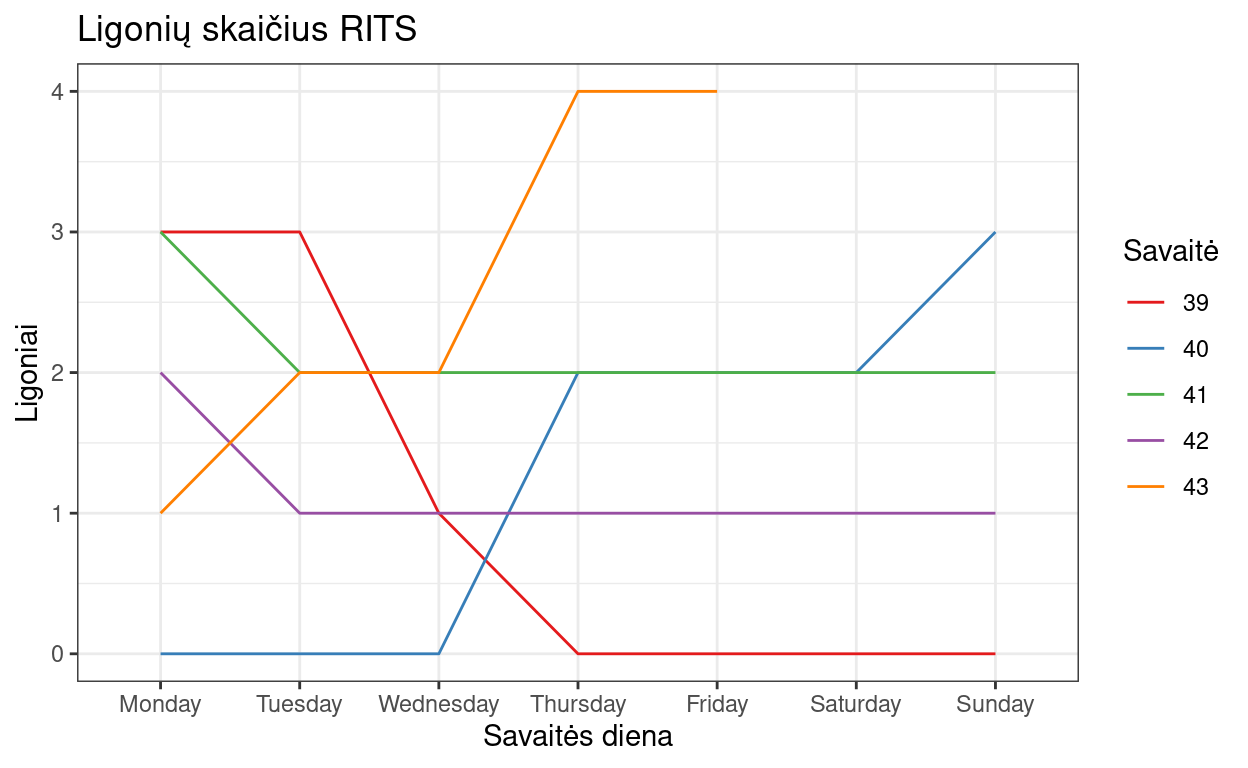 Ligonių skaičius RITS
Ligoniai
4
3
2
1
0
Monday Tuesday Wednesday Thursday Friday Saturday Sunday
Savaitės diena
Savaitė
39
40
41
42
43